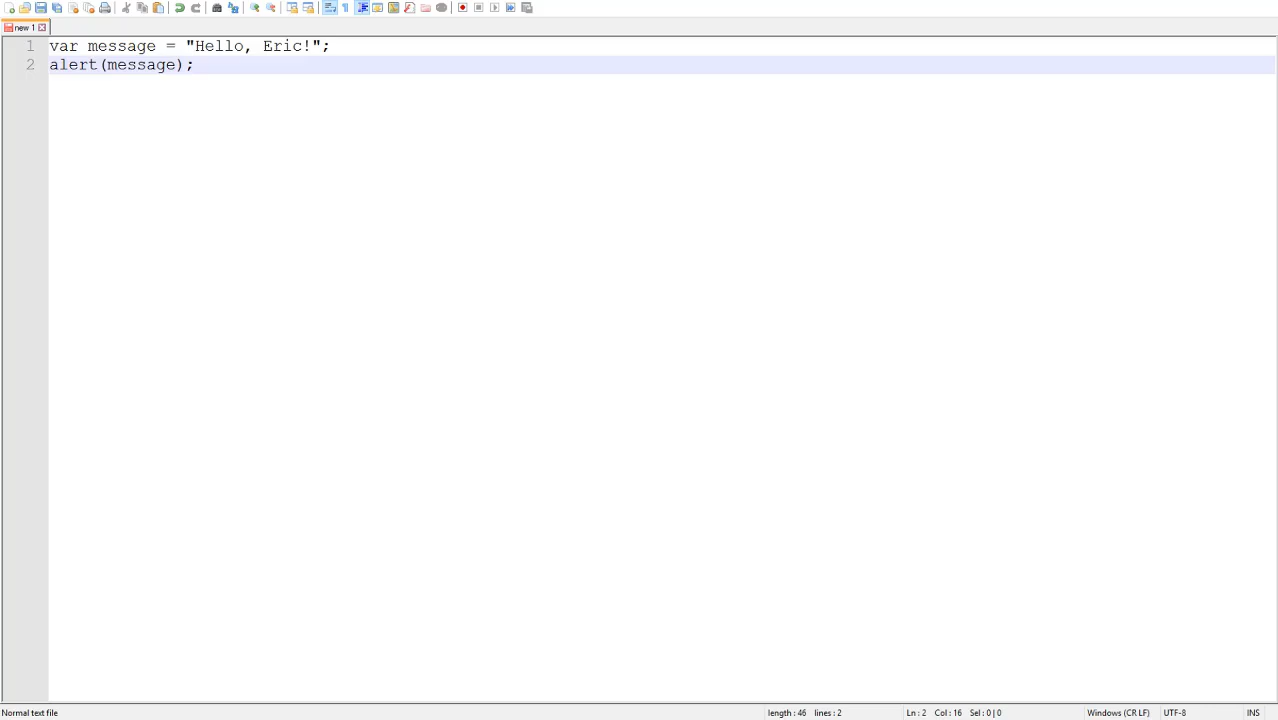 new 1
1 var message = "Hello, Eric!";
2 alert(message);
Normal text file length : 46 lines : 2 Ln : 2 Col : 16 Sel : 0 | 0 Windows (CR LF) UTF-8 INS